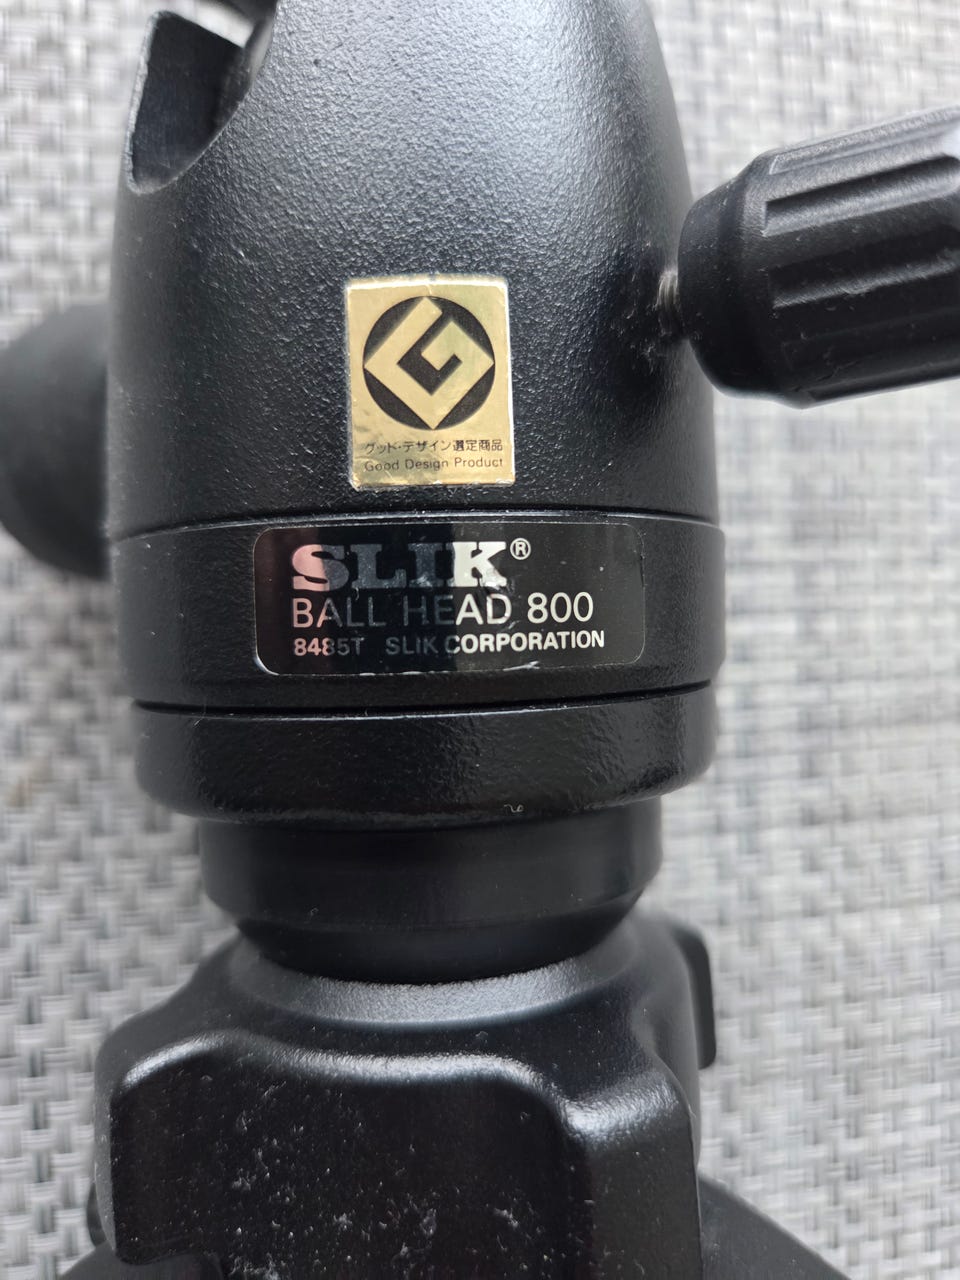 G
グッド・デザイン選定商品
Good Design Product
SLIK®
BALL HEAD 800
8485T SLIK CORPORATION